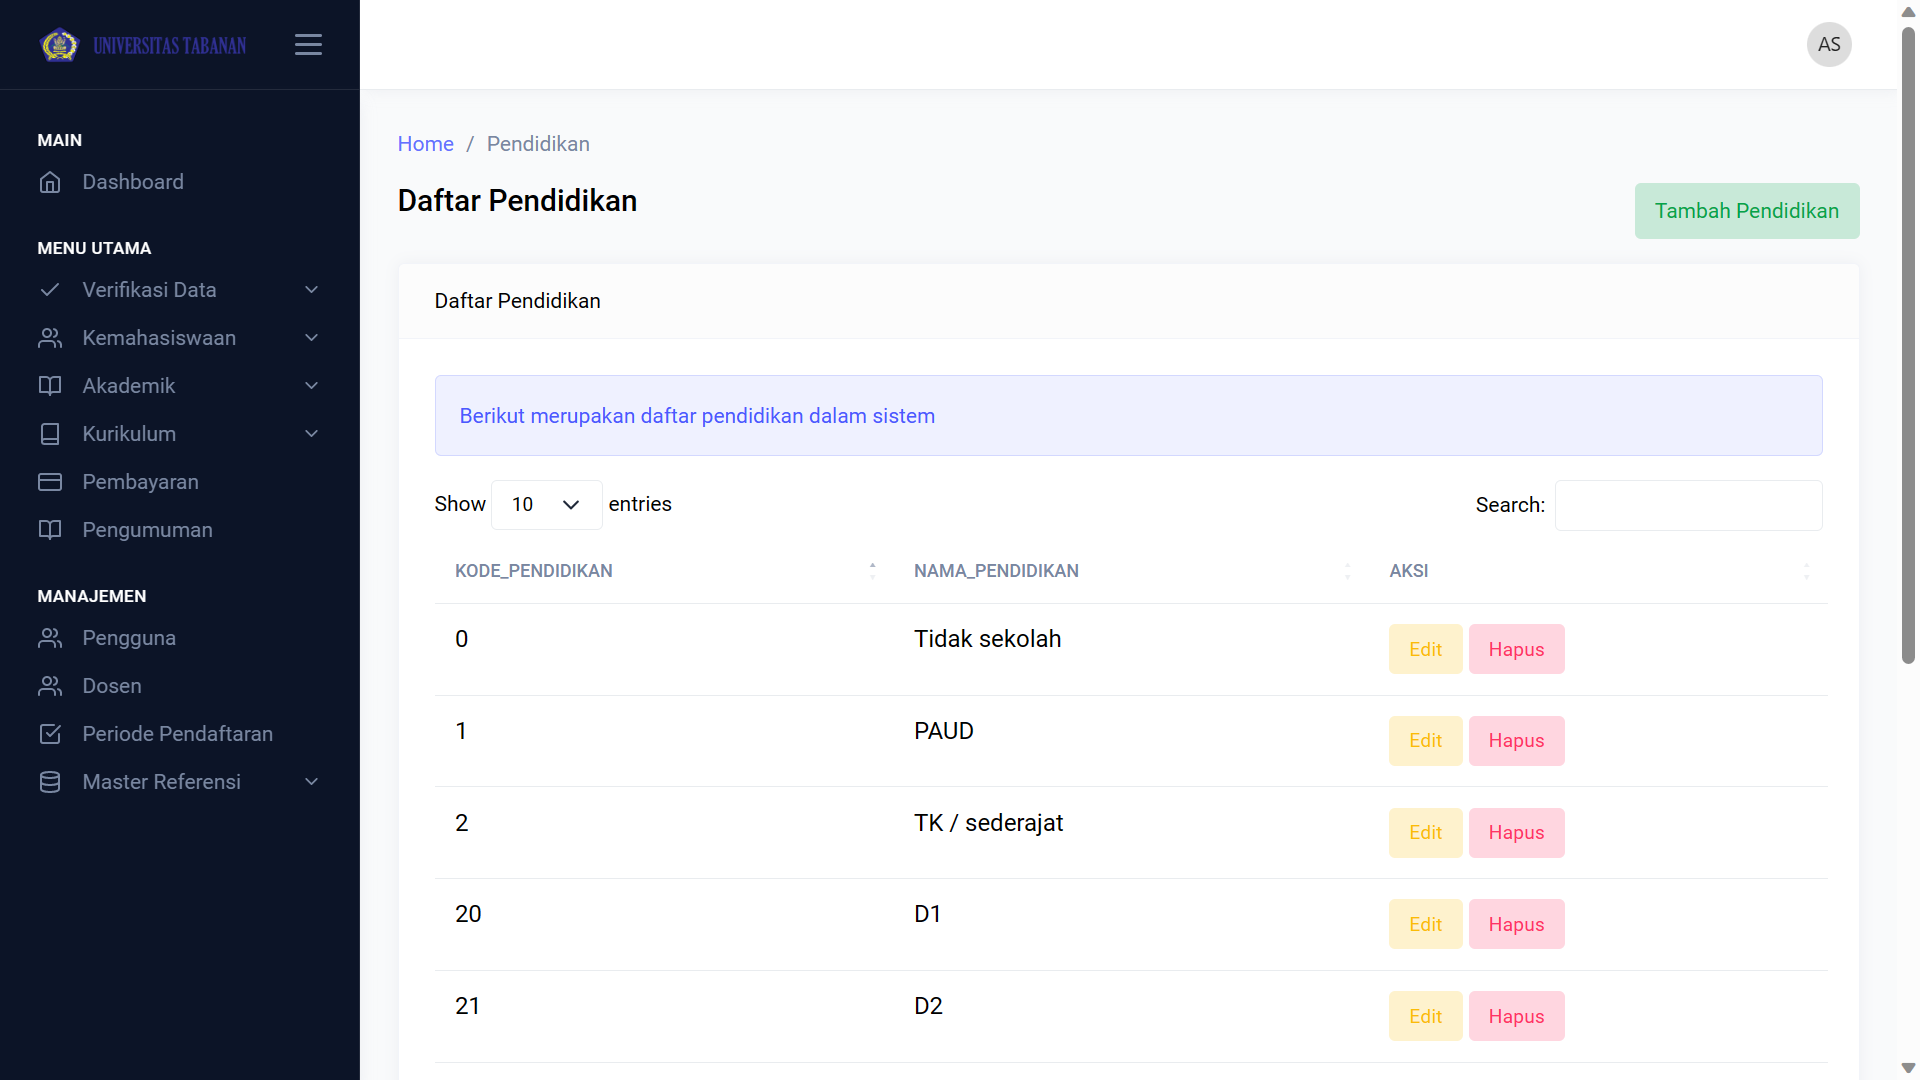 UNIVERSITAS TABANAN
AS
MAIN
Dashboard
MENU UTAMA
Verifikasi Data
Kemahasiswaan
Akademik
Kurikulum
Pembayaran
Pengumuman
MANAJEMEN
Pengguna
Dosen
Periode Pendaftaran
Master Referensi
Home / Pendidikan
Daftar Pendidikan
Tambah Pendidikan
Daftar Pendidikan
Berikut merupakan daftar pendidikan dalam sistem
Show 10 entries
Search:
KODE_PENDIDIKAN NAMA_PENDIDIKAN AKSI
0 Tidak sekolah Edit Hapus
1 PAUD Edit Hapus
2 TK / sederajat Edit Hapus
20 D1 Edit Hapus
21 D2 Edit Hapus